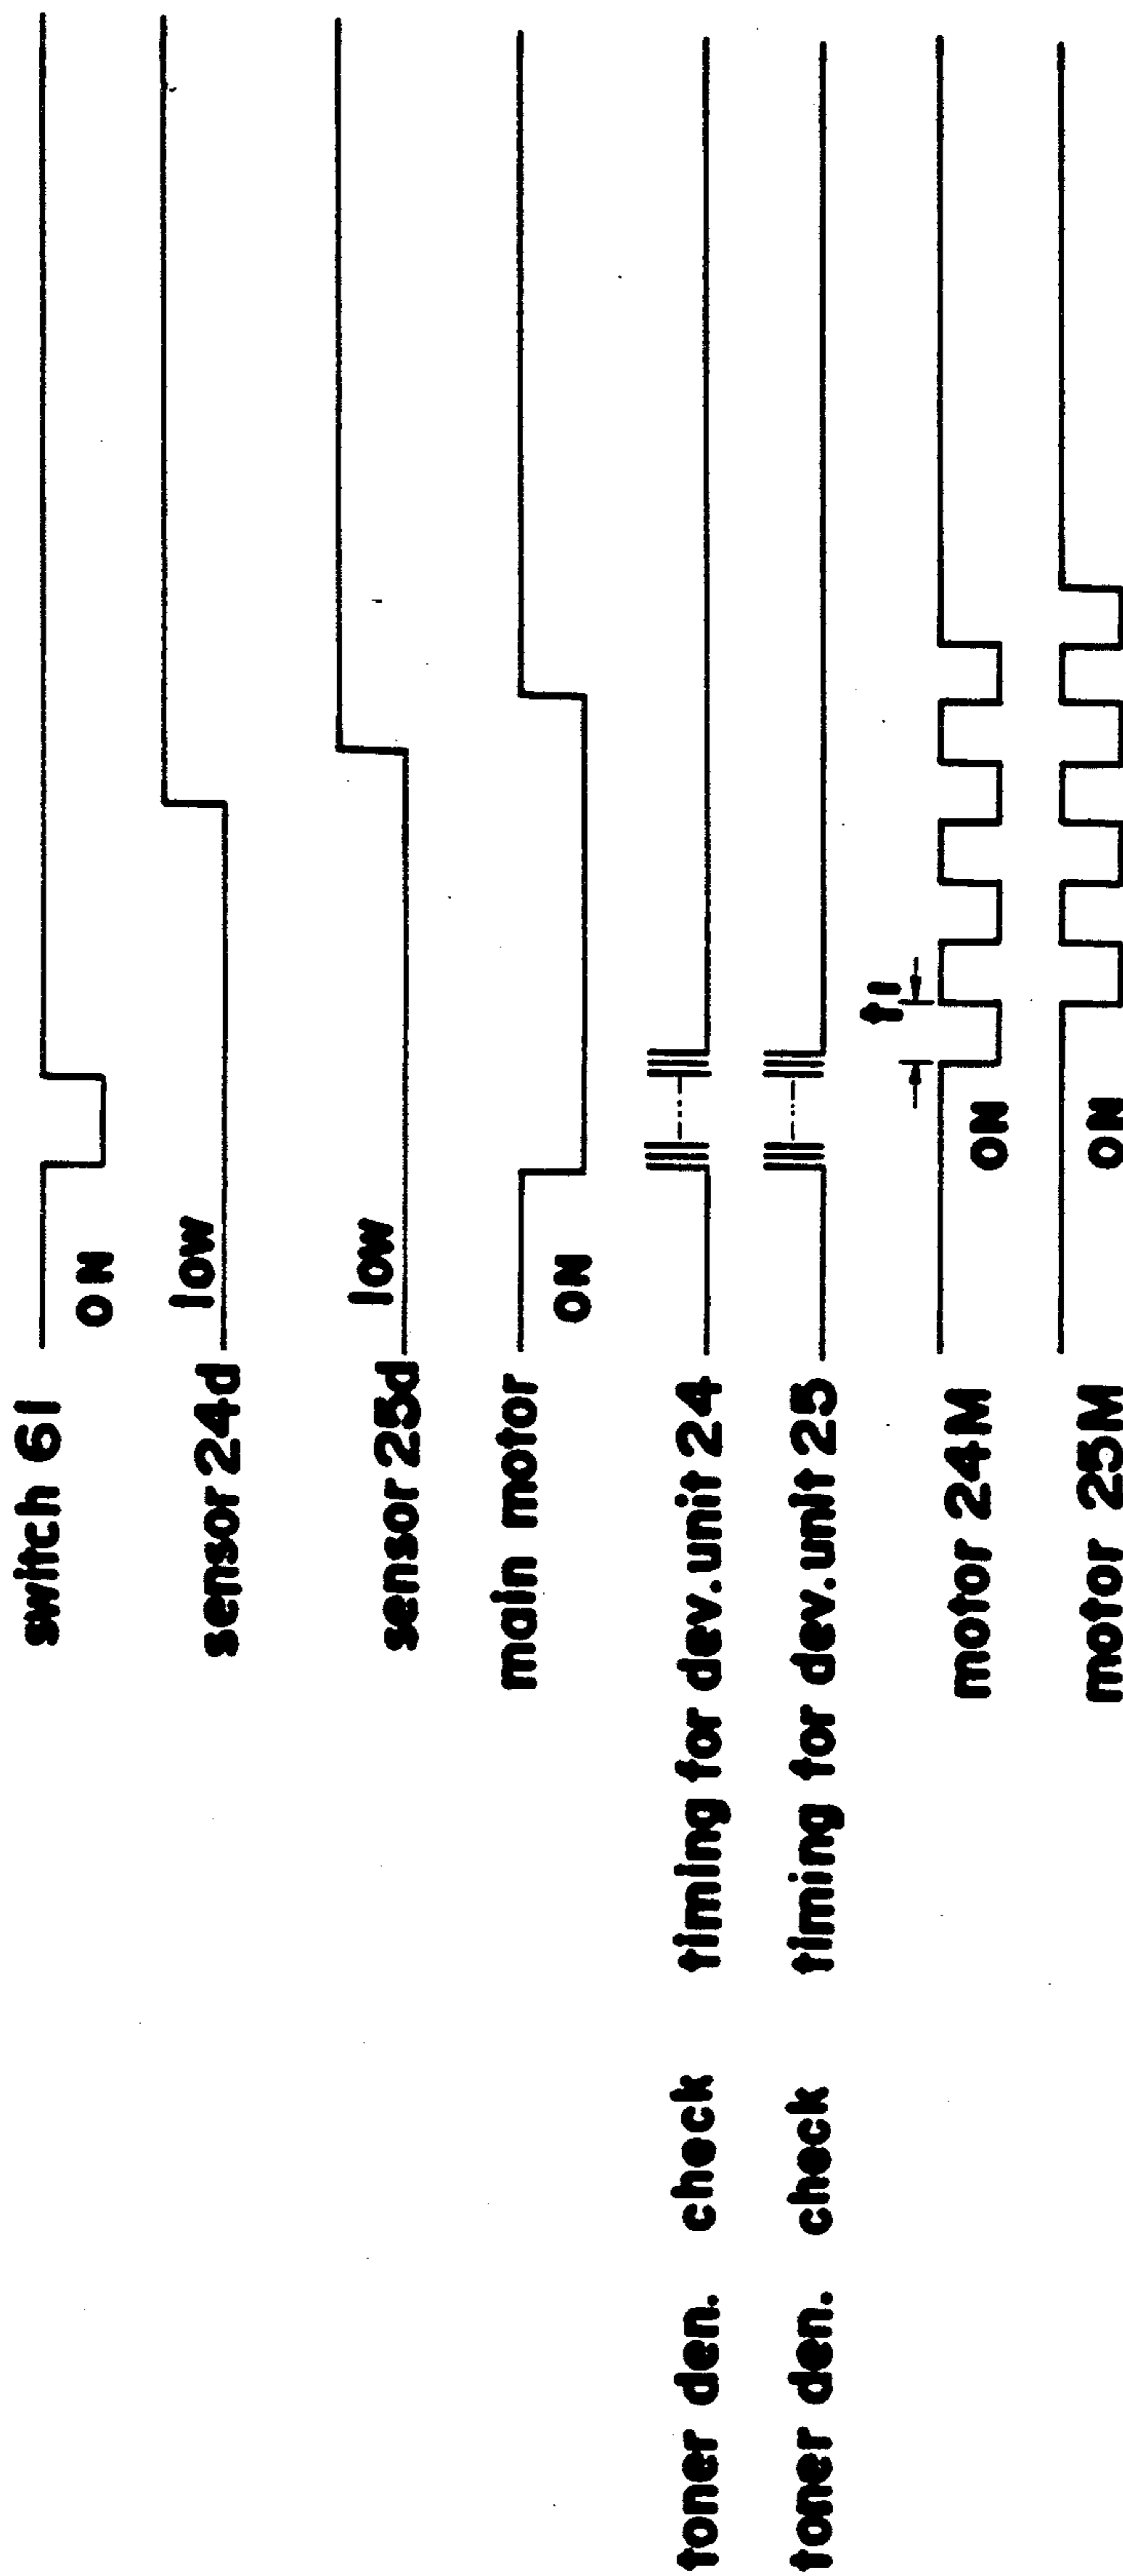 switch 61
ON
sensor 24d
low
sensor 25d
low
main motor
ON
toner den. check timing for dev. unit 24
toner den. check timing for dev. unit 25
motor 24M
ON
t1
motor 25M
ON